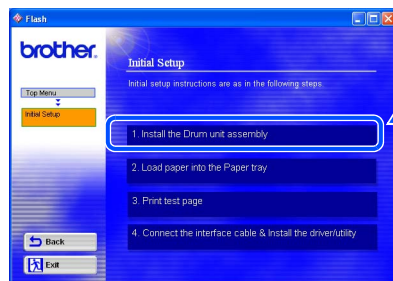 Flash
brother.
Initial Setup
Initial setup instructions are as in the following steps:
Top Menu
Initial Setup
1. Install the Drum unit assembly
4
2. Load paper into the Paper tray
3. Print test page
4. Connect the interface cable & Install the driver/utility
Back
Exit